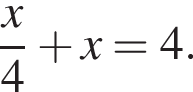 x/4 + x = 4.